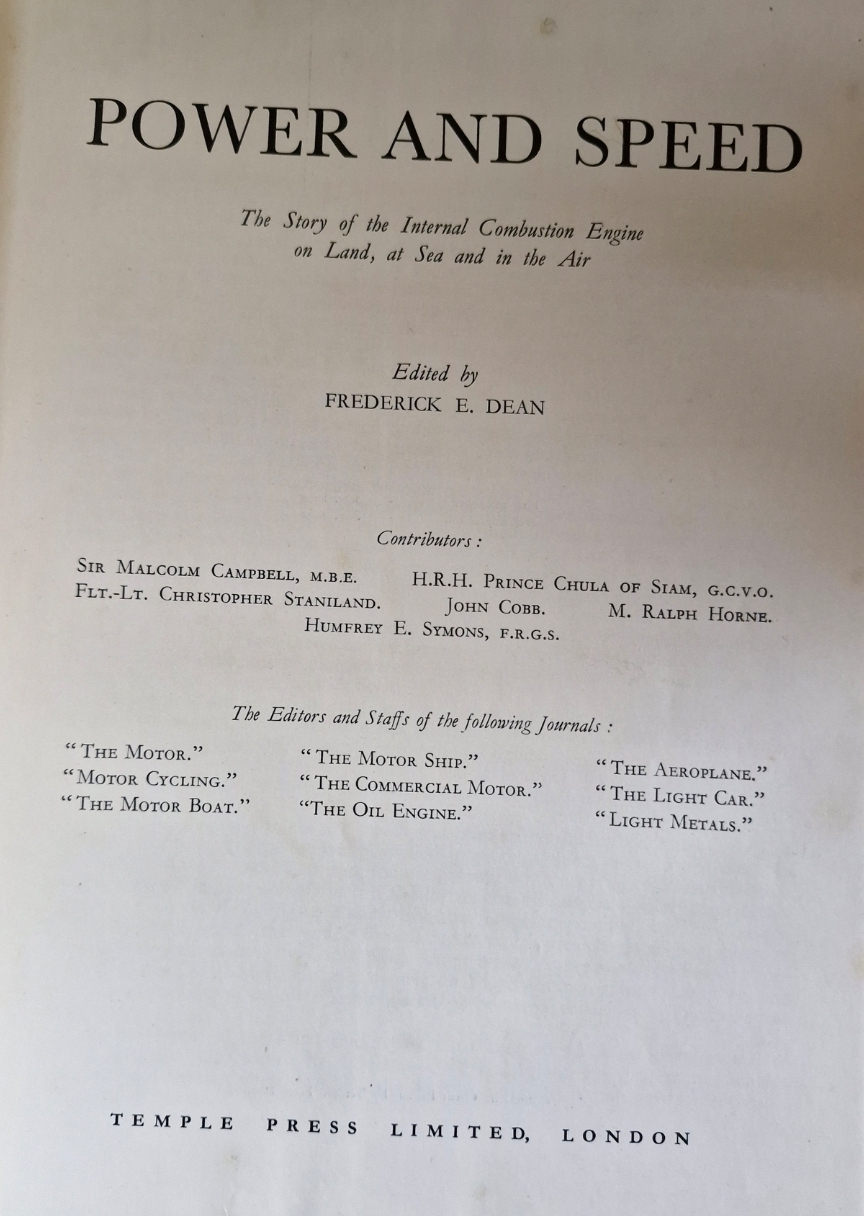 POWER AND SPEED
The Story of the Internal Combustion Engine
on Land, at Sea and in the Air
Edited by
FREDERICK E. DEAN
Contributors :
SIR MALCOLM CAMPBELL, M.B.E. H.R.H. PRINCE CHULA OF SIAM, G.C.V.O.
FLT.-LT. CHRISTOPHER STANILAND. JOHN COBB. M. RALPH HORNE.
HUMFREY E. SYMONS, F.R.G.S.
The Editors and Staffs of the following Journals :
“THE MOTOR.” “THE MOTOR SHIP.” “THE AEROPLANE.”
“MOTOR CYCLING.” “THE COMMERCIAL MOTOR.” “THE LIGHT CAR.”
“THE MOTOR BOAT.” “THE OIL ENGINE.” “LIGHT METALS.”
TEMPLE PRESS LIMITED, LONDON